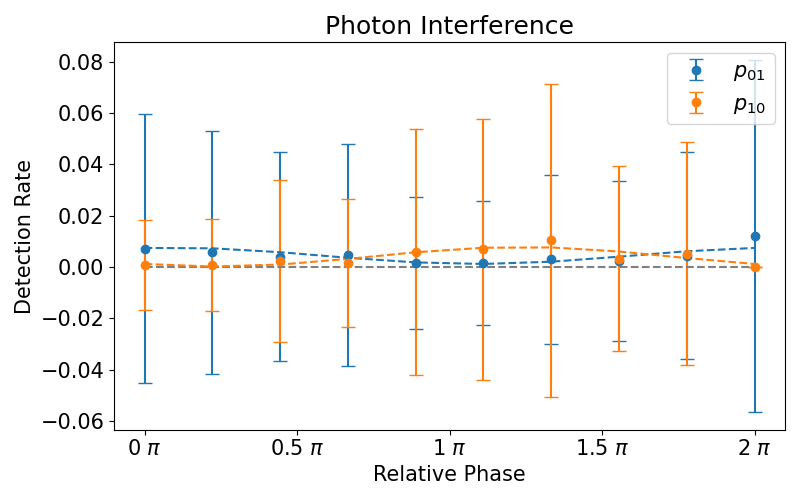 Photon Interference
Detection Rate
0.08
0.06
0.04
0.02
0.00
−0.02
−0.04
−0.06
p01
p10
0 π
0.5 π
1 π
1.5 π
2 π
Relative Phase